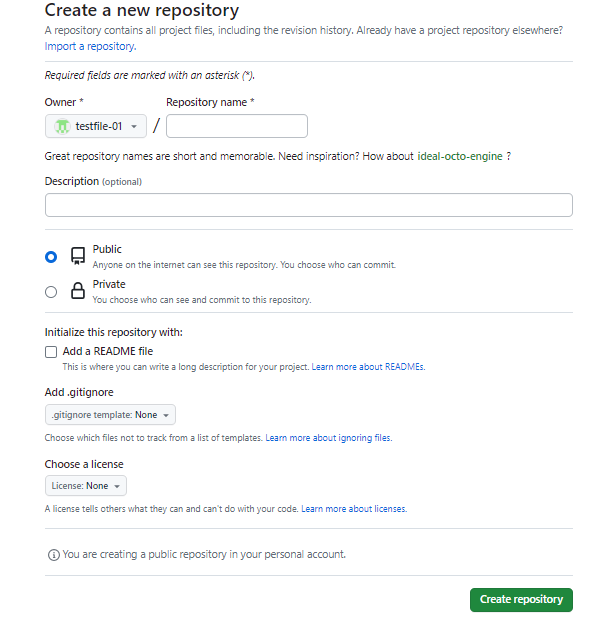 Create a new repository
A repository contains all project files, including the revision history. Already have a project repository elsewhere?
Import a repository.
Required fields are marked with an asterisk (*).
Owner * Repository name *
testfile-01 /
Great repository names are short and memorable. Need inspiration? How about ideal-octo-engine ?
Description (optional)
Public
Anyone on the internet can see this repository. You choose who can commit.
Private
You choose who can see and commit to this repository.
Initialize this repository with:
Add a README file
This is where you can write a long description for your project. Learn more about READMEs.
Add .gitignore
.gitignore template: None
Choose which files not to track from a list of templates. Learn more about ignoring files.
Choose a license
License: None
A license tells others what they can and can't do with your code. Learn more about licenses.
You are creating a public repository in your personal account.
Create repository